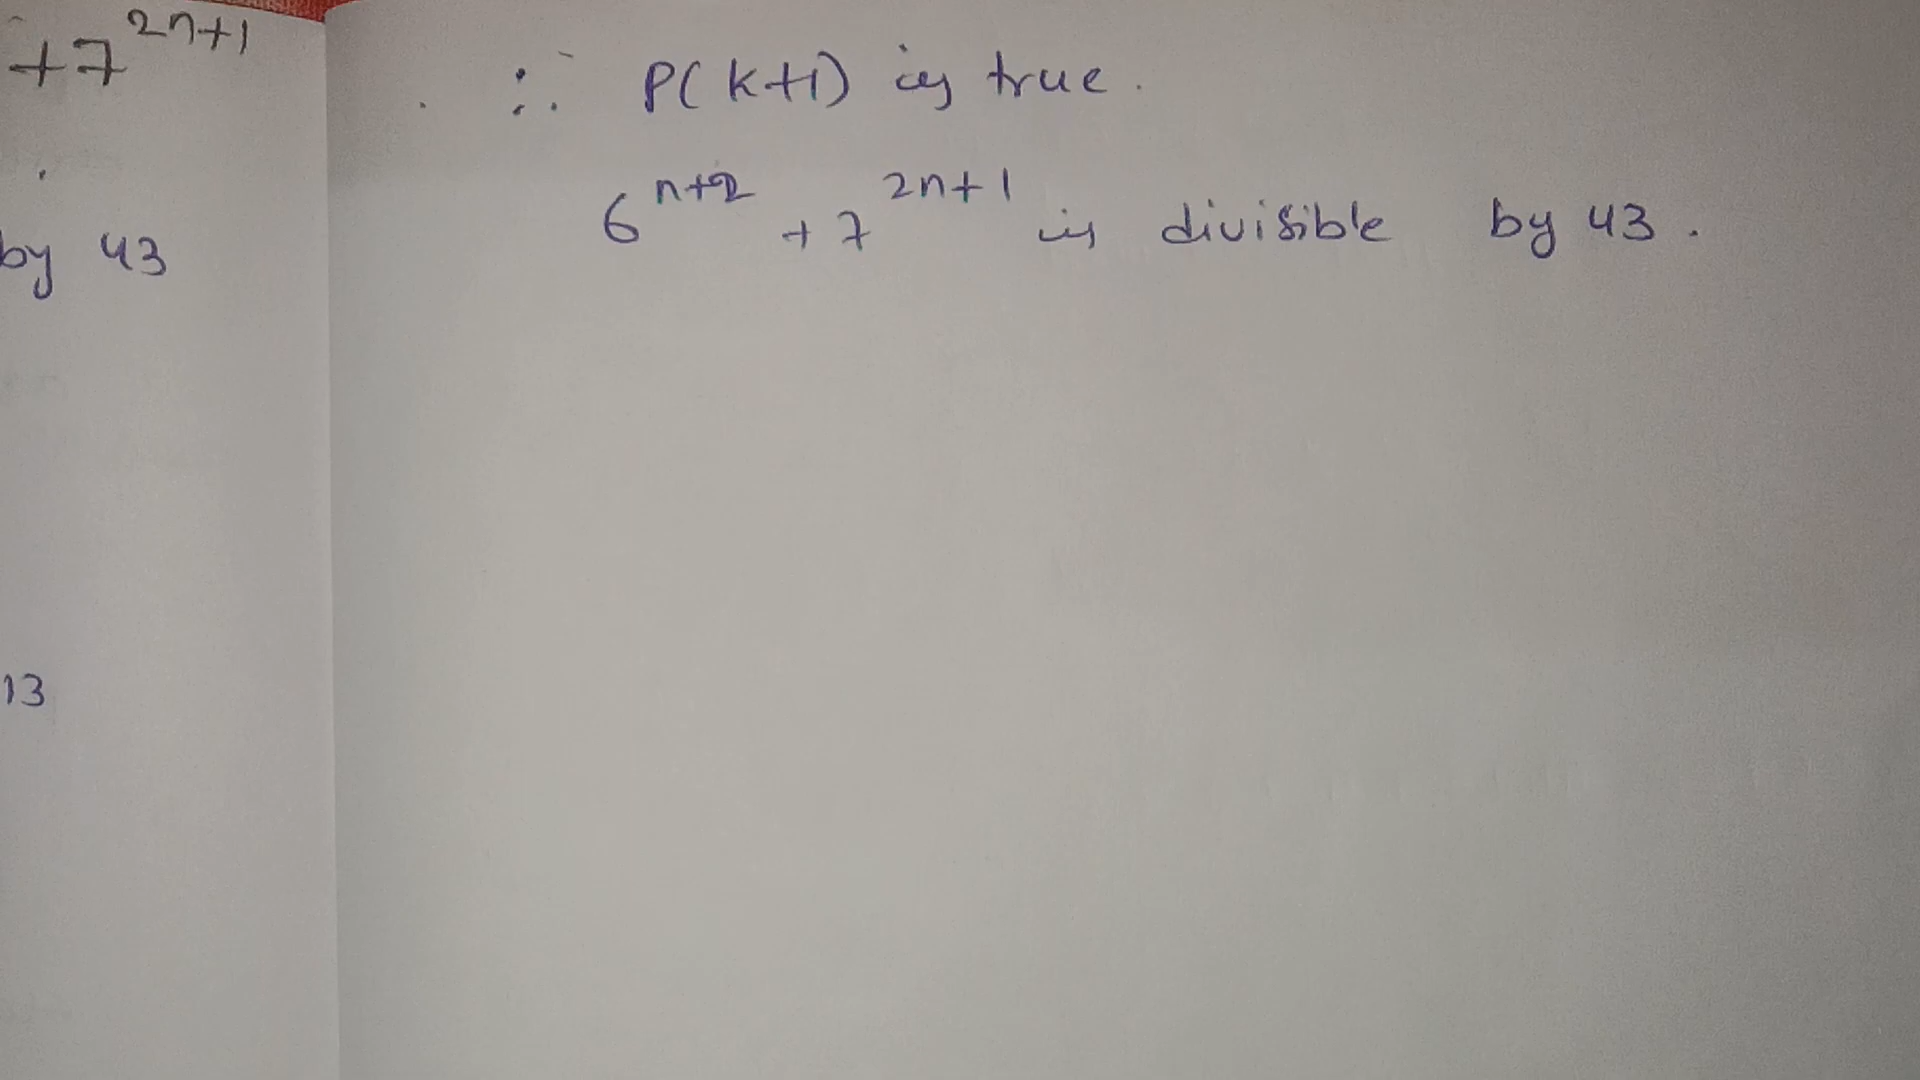 +7^{2n+1}
by 43
13
∴ P(k+1) is true.
6^{n+2} + 7^{2n+1} is divisible by 43.